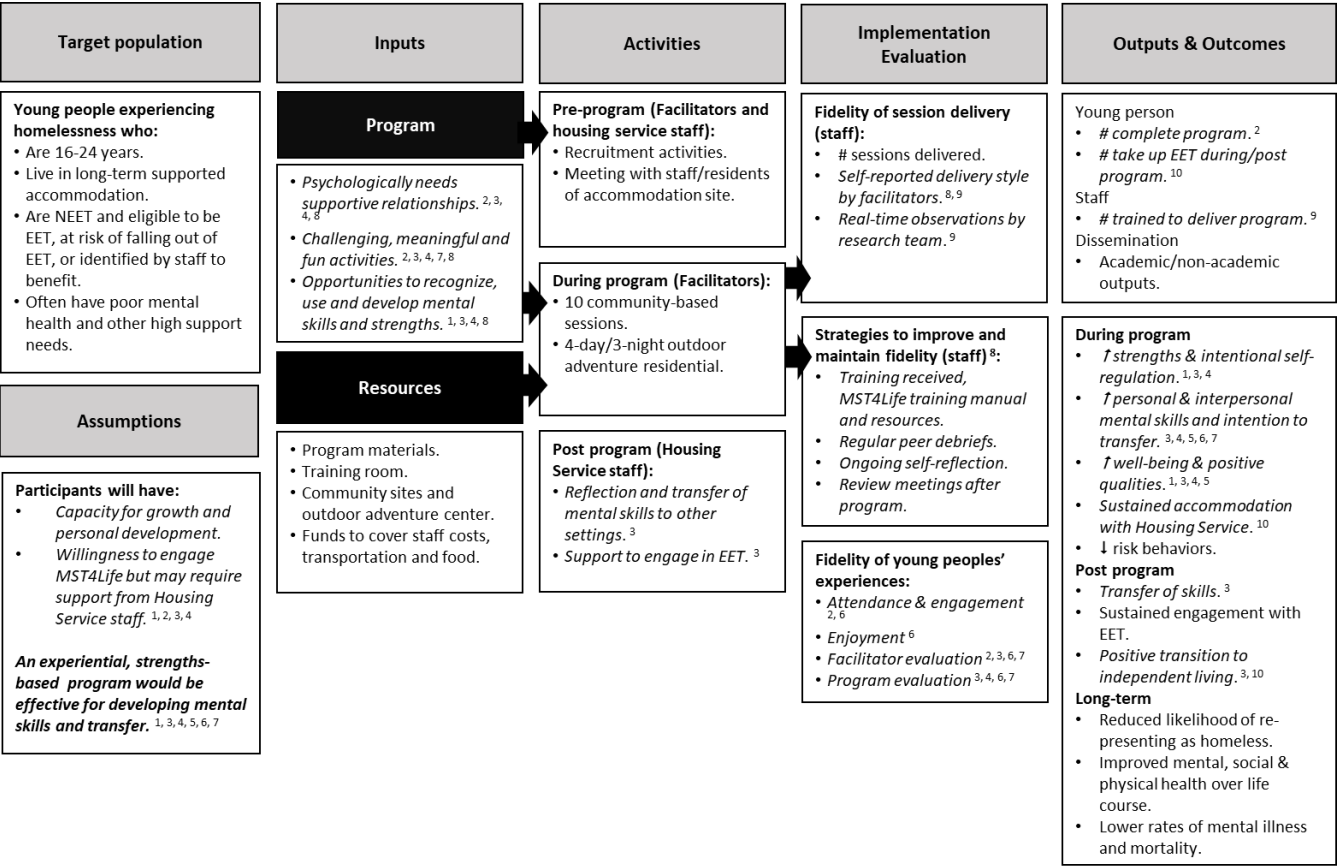 Target population
Young people experiencing
homelessness who:
• Are 16-24 years.
• Live in long-term supported
accommodation.
• Are NEET and eligible to be
EET, at risk of falling out of
EET, or identified by staff to
benefit.
• Often have poor mental
health and other high support
needs.
Assumptions
Participants will have:
• Capacity for growth and
personal development.
• Willingness to engage
MST4Life but may require
support from Housing
Service staff. 1, 2, 3, 4
An experiential, strengths-
based program would be
effective for developing mental
skills and transfer. 1, 3, 4, 5, 6, 7
Inputs
Program
• Psychologically needs
supportive relationships. 2, 3,
4, 8
• Challenging, meaningful and
fun activities. 2, 3, 4, 7, 8
• Opportunities to recognize,
use and develop mental
skills and strengths. 1, 3, 4, 8
Resources
• Program materials.
• Training room.
• Community sites and
outdoor adventure center.
• Funds to cover staff costs,
transportation and food.
Activities
Pre-program (Facilitators and
housing service staff):
• Recruitment activities.
• Meeting with staff/residents
of accommodation site.
During program (Facilitators):
• 10 community-based
sessions.
• 4-day/3-night outdoor
adventure residential.
Post program (Housing
Service staff):
• Reflection and transfer of
mental skills to other
settings. 3
• Support to engage in EET. 3
Implementation
Evaluation
Fidelity of session delivery
(staff):
• # sessions delivered.
• Self-reported delivery style
by facilitators. 8, 9
• Real-time observations by
research team. 9
Strategies to improve and
maintain fidelity (staff) 8:
• Training received,
MST4Life training manual
and resources.
• Regular peer debriefs.
• Ongoing self-reflection.
• Review meetings after
program.
Fidelity of young peoples’
experiences:
• Attendance & engagement
2, 6
• Enjoyment 6
• Facilitator evaluation 2, 3, 6, 7
• Program evaluation 3, 4, 6, 7
Outputs & Outcomes
Young person
• # complete program. 2
• # take up EET during/post
program. 10
Staff
• # trained to deliver program. 9
Dissemination
• Academic/non-academic
outputs.
During program
• ↑ strengths & intentional self-
regulation. 1, 3, 4
• ↑ personal & interpersonal
mental skills and intention to
transfer. 3, 4, 5, 6, 7
• ↑ well-being & positive
qualities. 1, 3, 4, 5
• Sustained accommodation
with Housing Service. 10
• ↓ risk behaviors.
Post program
• Transfer of skills. 3
• Sustained engagement with
EET.
• Positive transition to
independent living. 3, 10
Long-term
• Reduced likelihood of re-
presenting as homeless.
• Improved mental, social &
physical health over life
course.
• Lower rates of mental illness
and mortality.